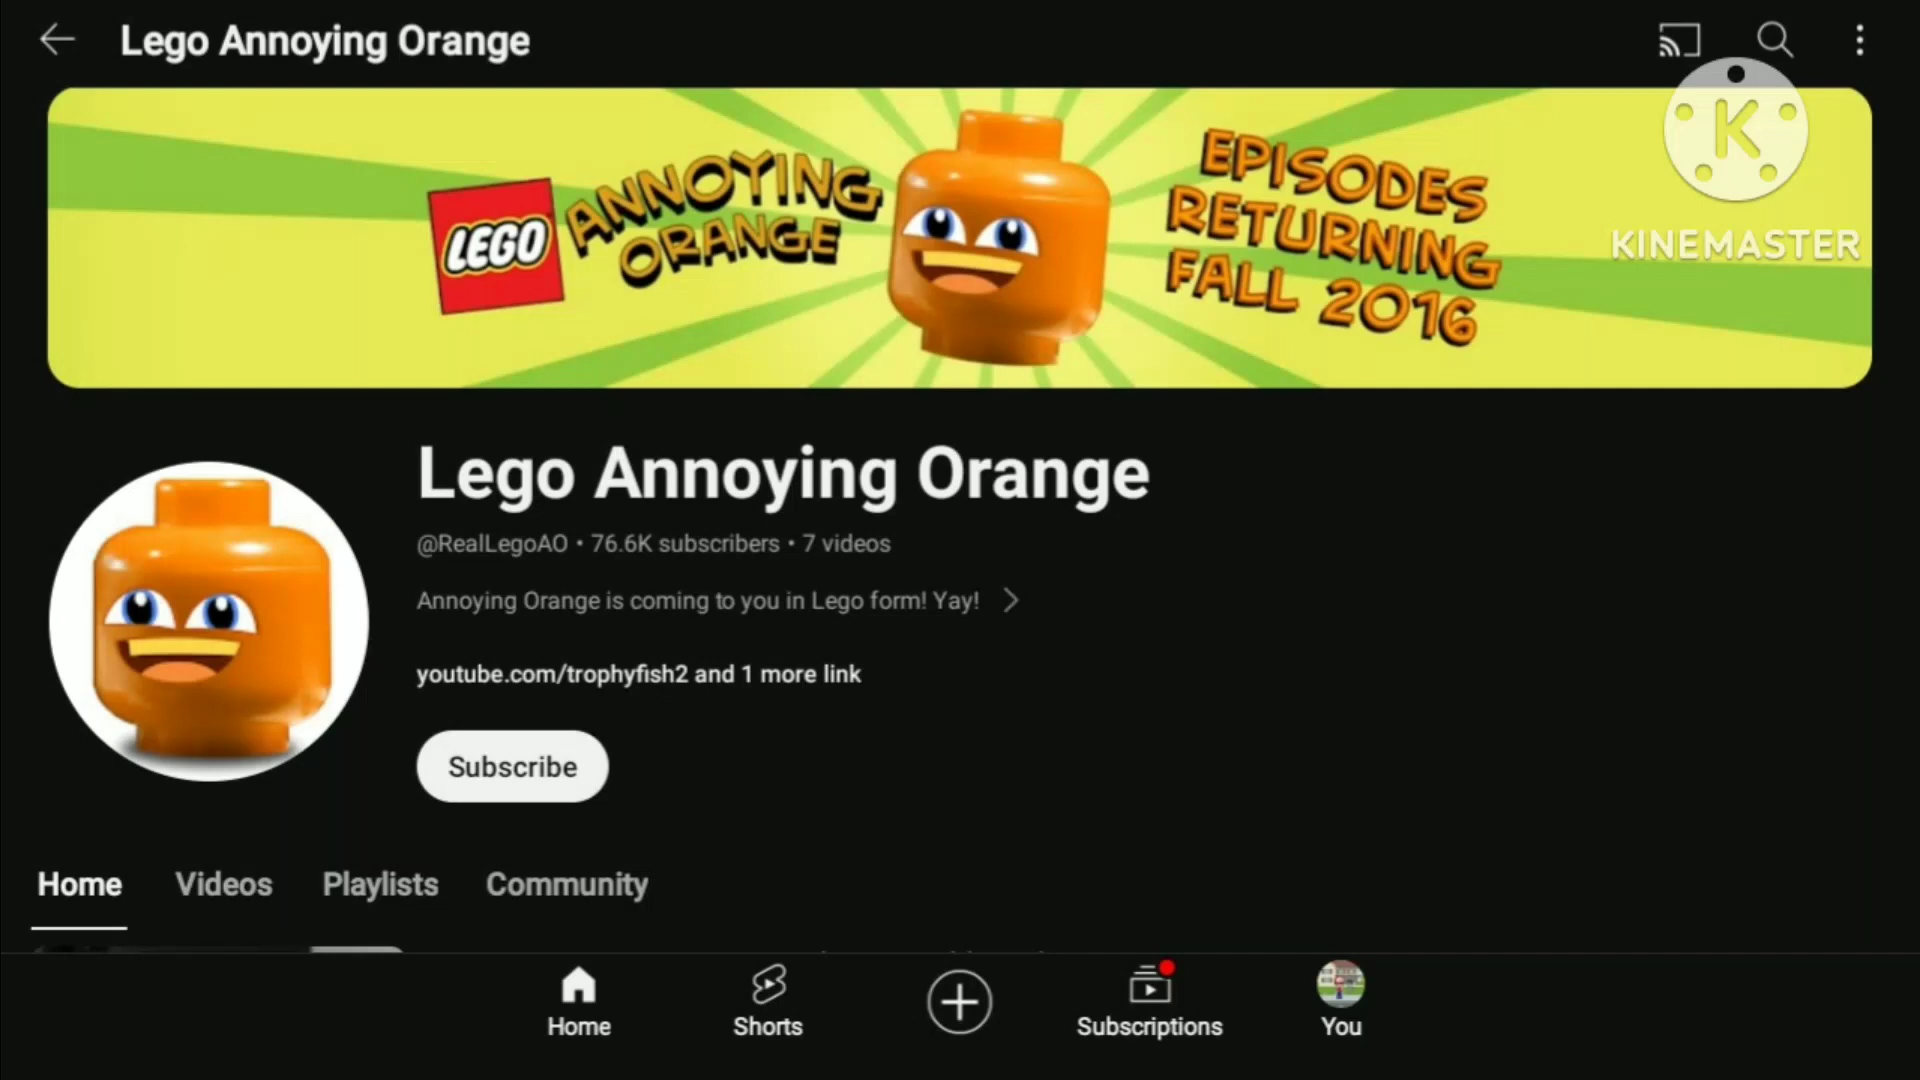 Lego Annoying Orange
LEGO
ANNOYING
ORANGE
EPISODES
RETURNING
FALL 2016
K
KINEMASTER
Lego Annoying Orange
@RealLegoAO • 76.6K subscribers • 7 videos
Annoying Orange is coming to you in Lego form! Yay!
youtube.com/trophyfish2 and 1 more link
Subscribe
Home Videos Playlists Community
Home Shorts Subscriptions You